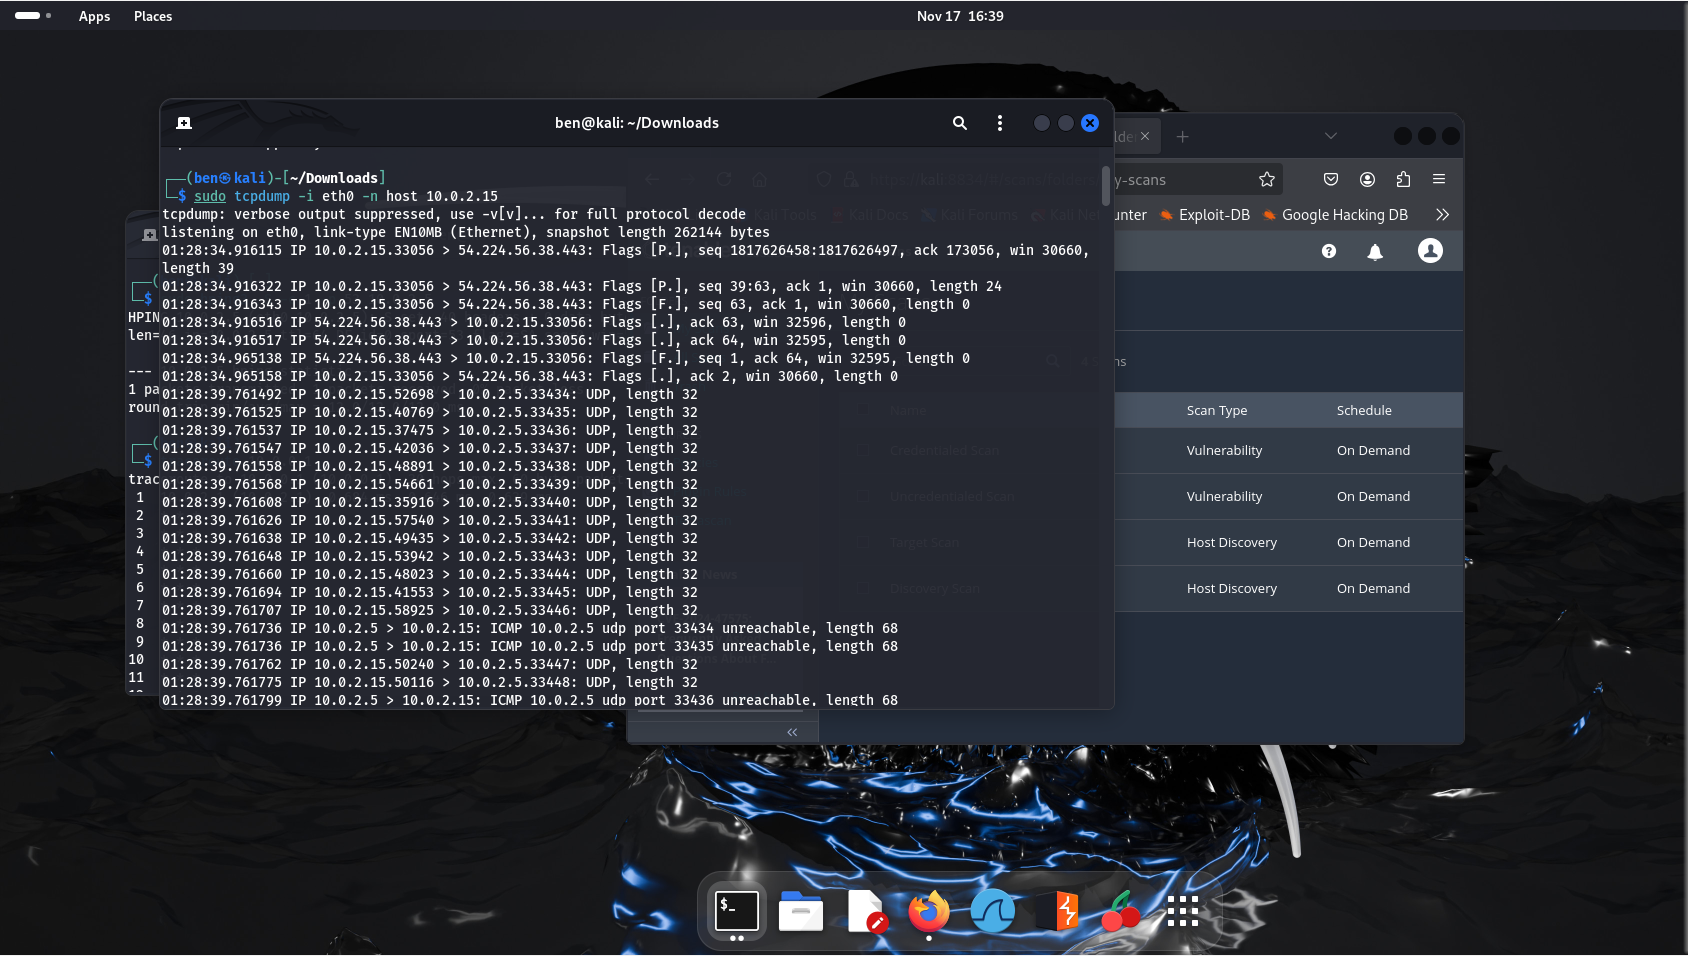 Apps Places Nov 17 16:39
ben@kali: ~/Downloads
(ben㉿kali)-[~/Downloads]
$ sudo tcpdump -i eth0 -n host 10.0.2.15
tcpdump: verbose output suppressed, use -v[v]... for full protocol decode
listening on eth0, link-type EN10MB (Ethernet), snapshot length 262144 bytes
01:28:34.916115 IP 10.0.2.15.33056 > 54.224.56.38.443: Flags [P.], seq 1817626458:1817626497, ack 173056, win 30660,
length 39
01:28:34.916322 IP 10.0.2.15.33056 > 54.224.56.38.443: Flags [P.], seq 39:63, ack 1, win 30660, length 24
01:28:34.916343 IP 10.0.2.15.33056 > 54.224.56.38.443: Flags [F.], seq 63, ack 1, win 30660, length 0
01:28:34.916516 IP 54.224.56.38.443 > 10.0.2.15.33056: Flags [.], ack 63, win 32596, length 0
01:28:34.916517 IP 54.224.56.38.443 > 10.0.2.15.33056: Flags [.], ack 64, win 32595, length 0
01:28:34.965138 IP 54.224.56.38.443 > 10.0.2.15.33056: Flags [F.], seq 1, ack 64, win 32595, length 0
01:28:34.965158 IP 10.0.2.15.33056 > 54.224.56.38.443: Flags [.], ack 2, win 30660, length 0
01:28:39.761492 IP 10.0.2.15.52698 > 10.0.2.5.33434: UDP, length 32
01:28:39.761525 IP 10.0.2.15.40769 > 10.0.2.5.33435: UDP, length 32
01:28:39.761537 IP 10.0.2.15.37475 > 10.0.2.5.33436: UDP, length 32
01:28:39.761547 IP 10.0.2.15.42036 > 10.0.2.5.33437: UDP, length 32
01:28:39.761558 IP 10.0.2.15.48891 > 10.0.2.5.33438: UDP, length 32
01:28:39.761568 IP 10.0.2.15.54661 > 10.0.2.5.33439: UDP, length 32
01:28:39.761608 IP 10.0.2.15.35916 > 10.0.2.5.33440: UDP, length 32
01:28:39.761626 IP 10.0.2.15.57540 > 10.0.2.5.33441: UDP, length 32
01:28:39.761638 IP 10.0.2.15.49435 > 10.0.2.5.33442: UDP, length 32
01:28:39.761648 IP 10.0.2.15.53942 > 10.0.2.5.33443: UDP, length 32
01:28:39.761660 IP 10.0.2.15.48023 > 10.0.2.5.33444: UDP, length 32
01:28:39.761694 IP 10.0.2.15.41553 > 10.0.2.5.33445: UDP, length 32
01:28:39.761707 IP 10.0.2.15.58925 > 10.0.2.5.33446: UDP, length 32
01:28:39.761736 IP 10.0.2.5 > 10.0.2.15: ICMP 10.0.2.5 udp port 33434 unreachable, length 68
01:28:39.761736 IP 10.0.2.5 > 10.0.2.15: ICMP 10.0.2.5 udp port 33435 unreachable, length 68
01:28:39.761762 IP 10.0.2.15.50240 > 10.0.2.5.33447: UDP, length 32
01:28:39.761775 IP 10.0.2.15.50116 > 10.0.2.5.33448: UDP, length 32
01:28:39.761799 IP 10.0.2.5 > 10.0.2.15: ICMP 10.0.2.5 udp port 33436 unreachable, length 68
$
HPIN
len=
---
1 pa
roun
$
trac
1
2
3
4
5
6
7
8
9
10
11
y-scans
Kali Tools Kali Docs Kali Forums Kali Net unter Exploit-DB Google Hacking DB
Name Scan Type Schedule
Credentialed Scan Vulnerability On Demand
Uncredentialed Scan Vulnerability On Demand
Target Scan Host Discovery On Demand
Discovery Scan Host Discovery On Demand
$_